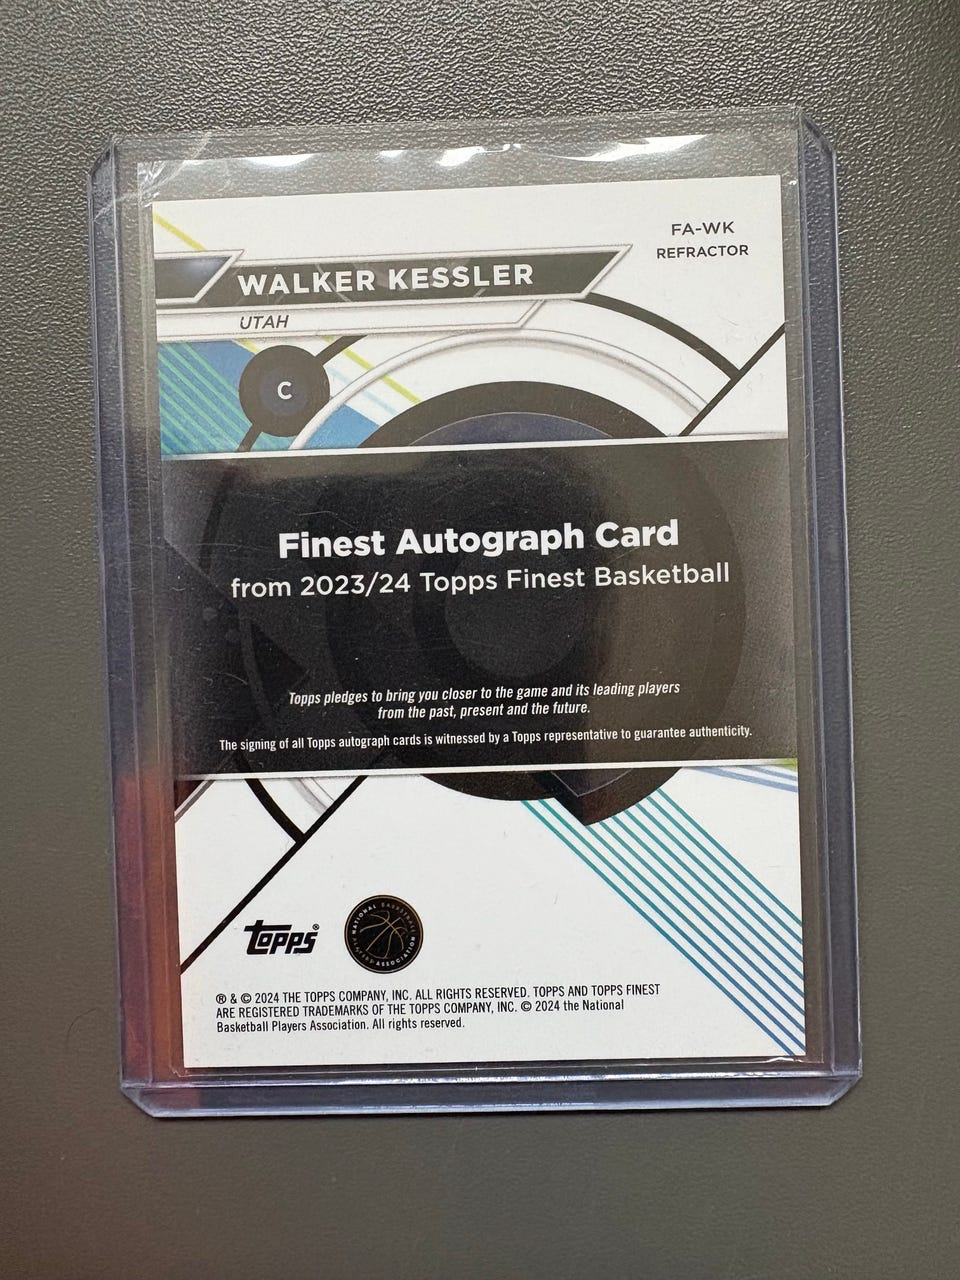 FA-WK
REFRACTOR
WALKER KESSLER
UTAH
C
Finest Autograph Card
from 2023/24 Topps Finest Basketball
Topps pledges to bring you closer to the game and its leading players
from the past, present and the future.
The signing of all Topps autograph cards is witnessed by a Topps representative to guarantee authenticity.
topps®
NATIONAL BASKETBALL PLAYERS ASSOCIATION
® & © 2024 THE TOPPS COMPANY, INC. ALL RIGHTS RESERVED. TOPPS AND TOPPS FINEST
ARE REGISTERED TRADEMARKS OF THE TOPPS COMPANY, INC. © 2024 the National
Basketball Players Association. All rights reserved.